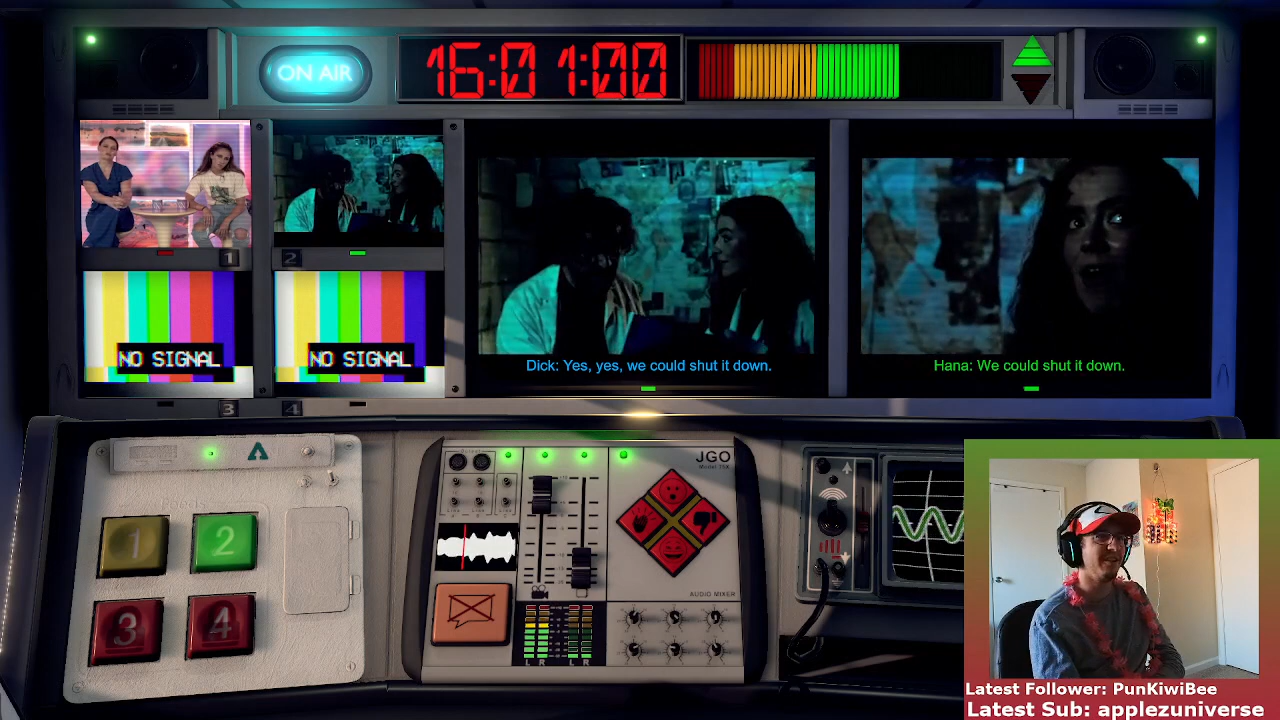 ON AIR
16:01:00
1
2
NO SIGNAL
NO SIGNAL
Dick: Yes, yes, we could shut it down.
Hana: We could shut it down.
3
4
JGO
1
2
3
4
AUDIO MIXER
L R L R
Latest Follower: PunKiwiBee
Latest Sub: applezuniverse